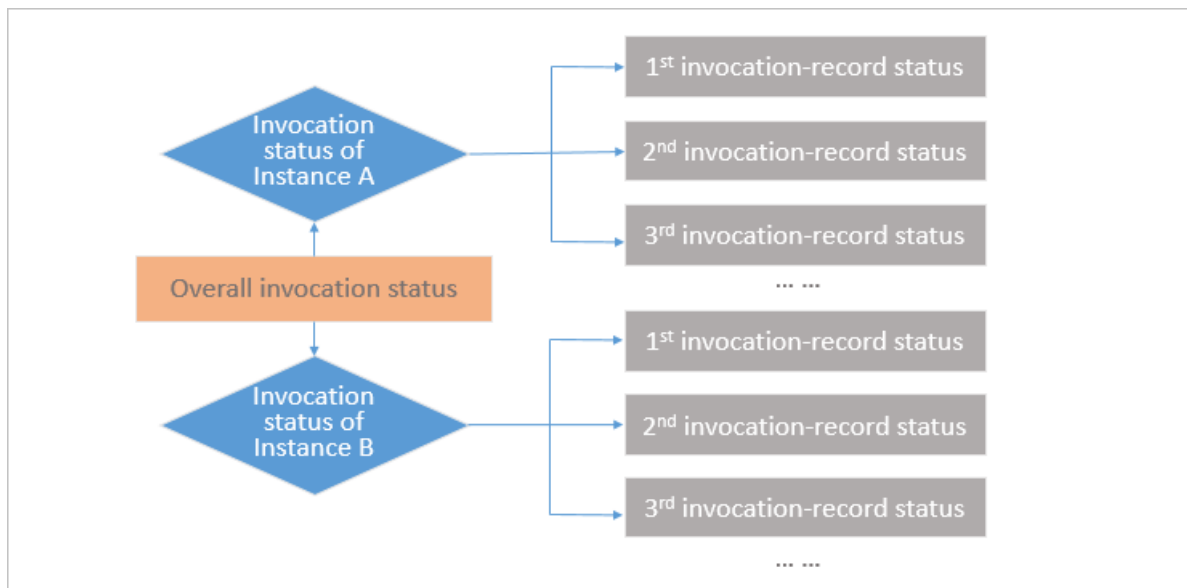 Invocation
status of
Instance A
1st invocation-record status
2nd invocation-record status
3rd invocation-record status
... ...
Overall invocation status
Invocation
status of
Instance B
1st invocation-record status
2nd invocation-record status
3rd invocation-record status
... ...